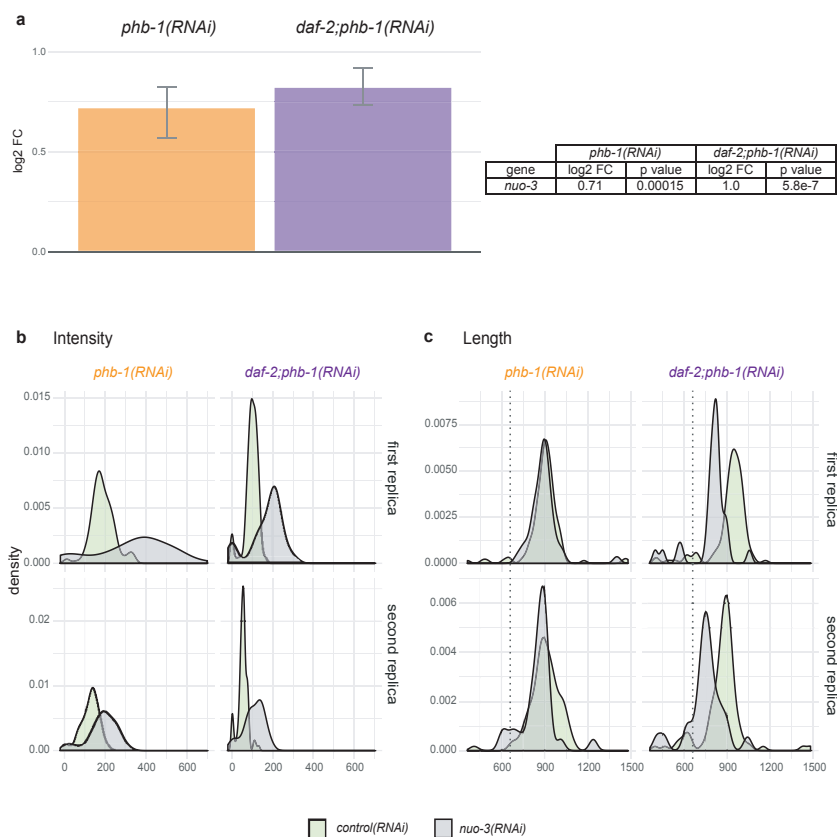 a
phb-1(RNAi) daf-2;phb-1(RNAi)
1.0
0.5
0.0
log2 FC
phb-1(RNAi) daf-2;phb-1(RNAi)
gene log2 FC p value log2 FC p value
nuo-3 0.71 0.00015 1.0 5.8e-7
b Intensity
phb-1(RNAi) daf-2;phb-1(RNAi)
0.015
0.010
0.005
0.000
first replica
density
0.02
0.01
0.00
second replica
0 200 400 600 0 200 400 600
c Length
phb-1(RNAi) daf-2;phb-1(RNAi)
0.0075
0.0050
0.0025
0.0000
first replica
0.006
0.004
0.002
0.000
second replica
600 900 1200 1500 600 900 1200 1500
control(RNAi) nuo-3(RNAi)